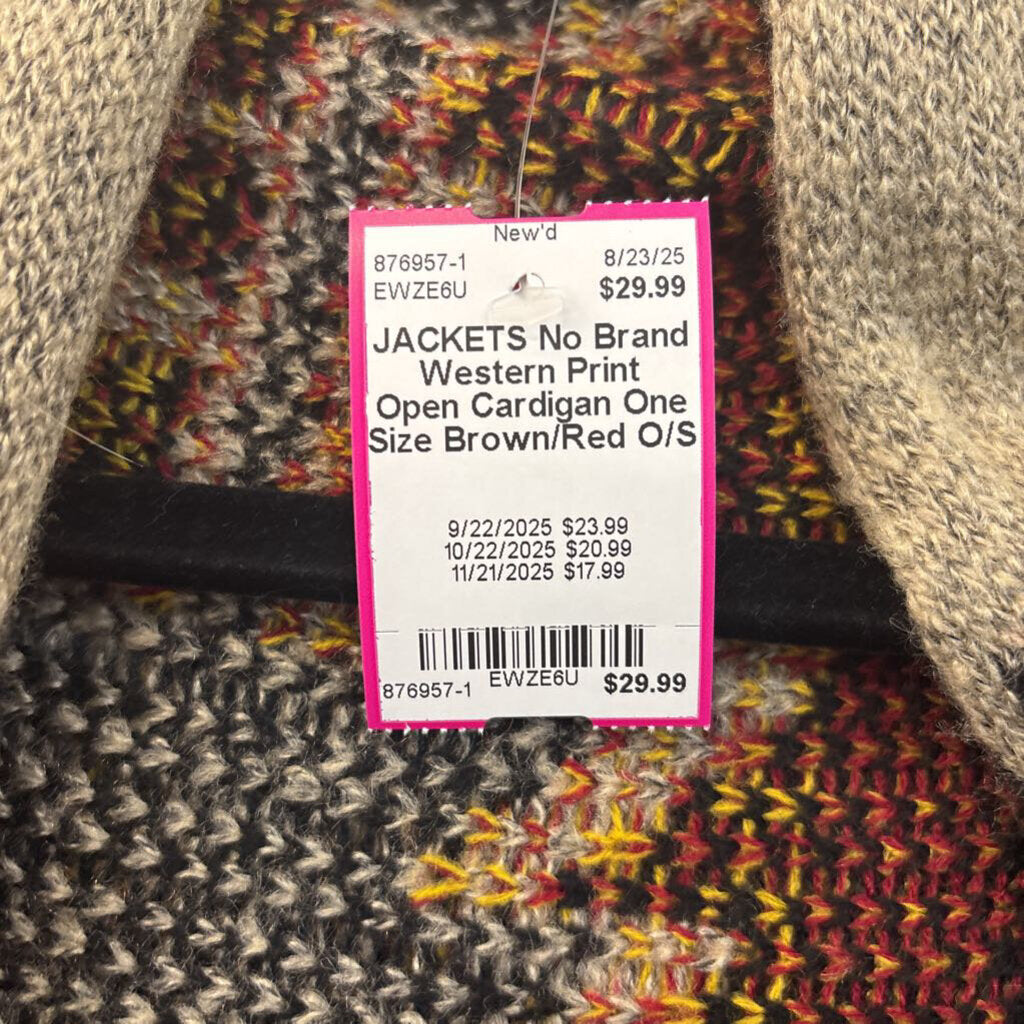 New'd
876957-1 8/23/25
EWZE6U $29.99
JACKETS No Brand
Western Print
Open Cardigan One
Size Brown/Red O/S
9/22/2025 $23.99
10/22/2025 $20.99
11/21/2025 $17.99
876957-1 EWZE6U $29.99